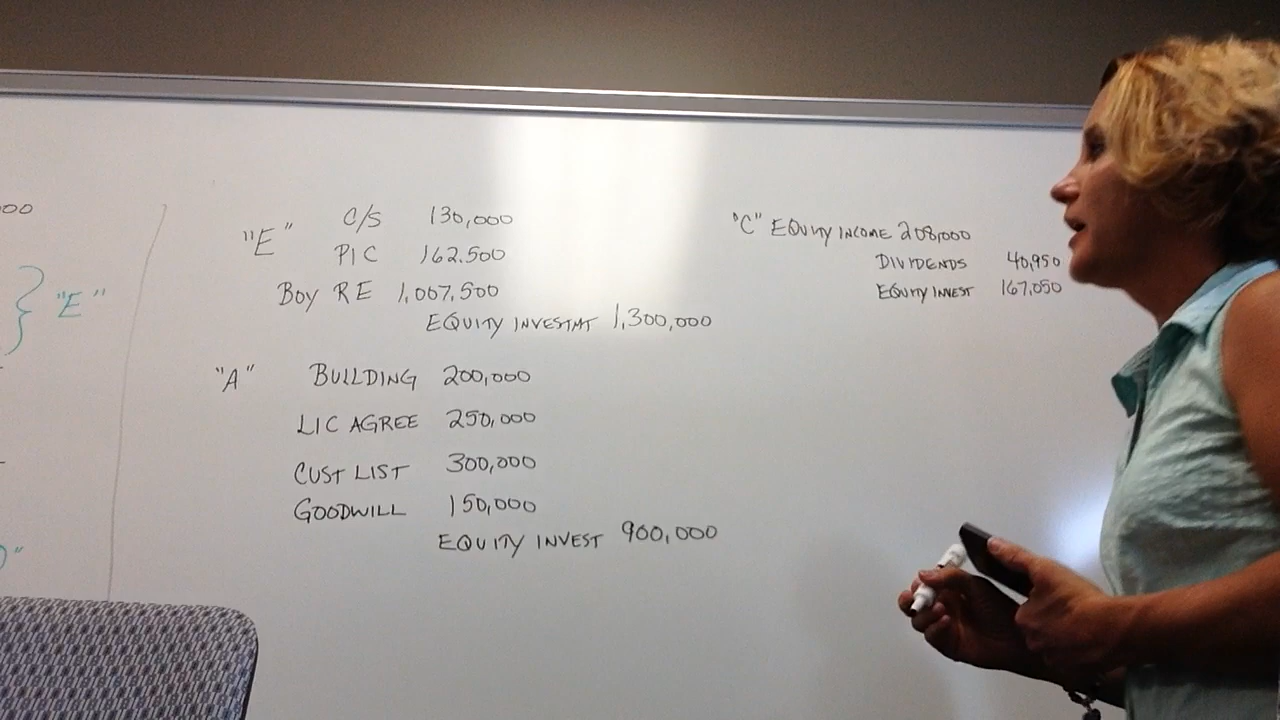 00
} "E"
"E" C/S 130,000
PIC 162.500
BOY RE 1,007,500
EQUITY INVESTMT 1,300,000
"A" BUILDING 200,000
LIC AGREE 250,000
CUST LIST 300,000
GOODWILL 150,000
EQUITY INVEST 900,000
"C" EQUITY INCOME 208,000
DIVIDENDS 40,950
EQUITY INVEST 167,050